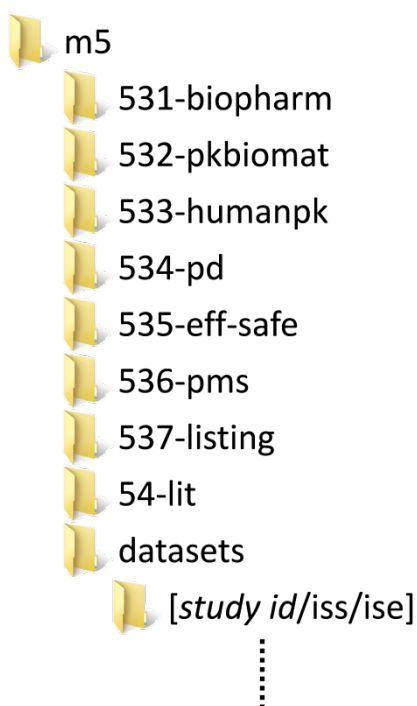 m5
531-biopharm
532-pkbiomat
533-humanpk
534-pd
535-eff-safe
536-pms
537-listing
54-lit
datasets
[study id/iss/ise]